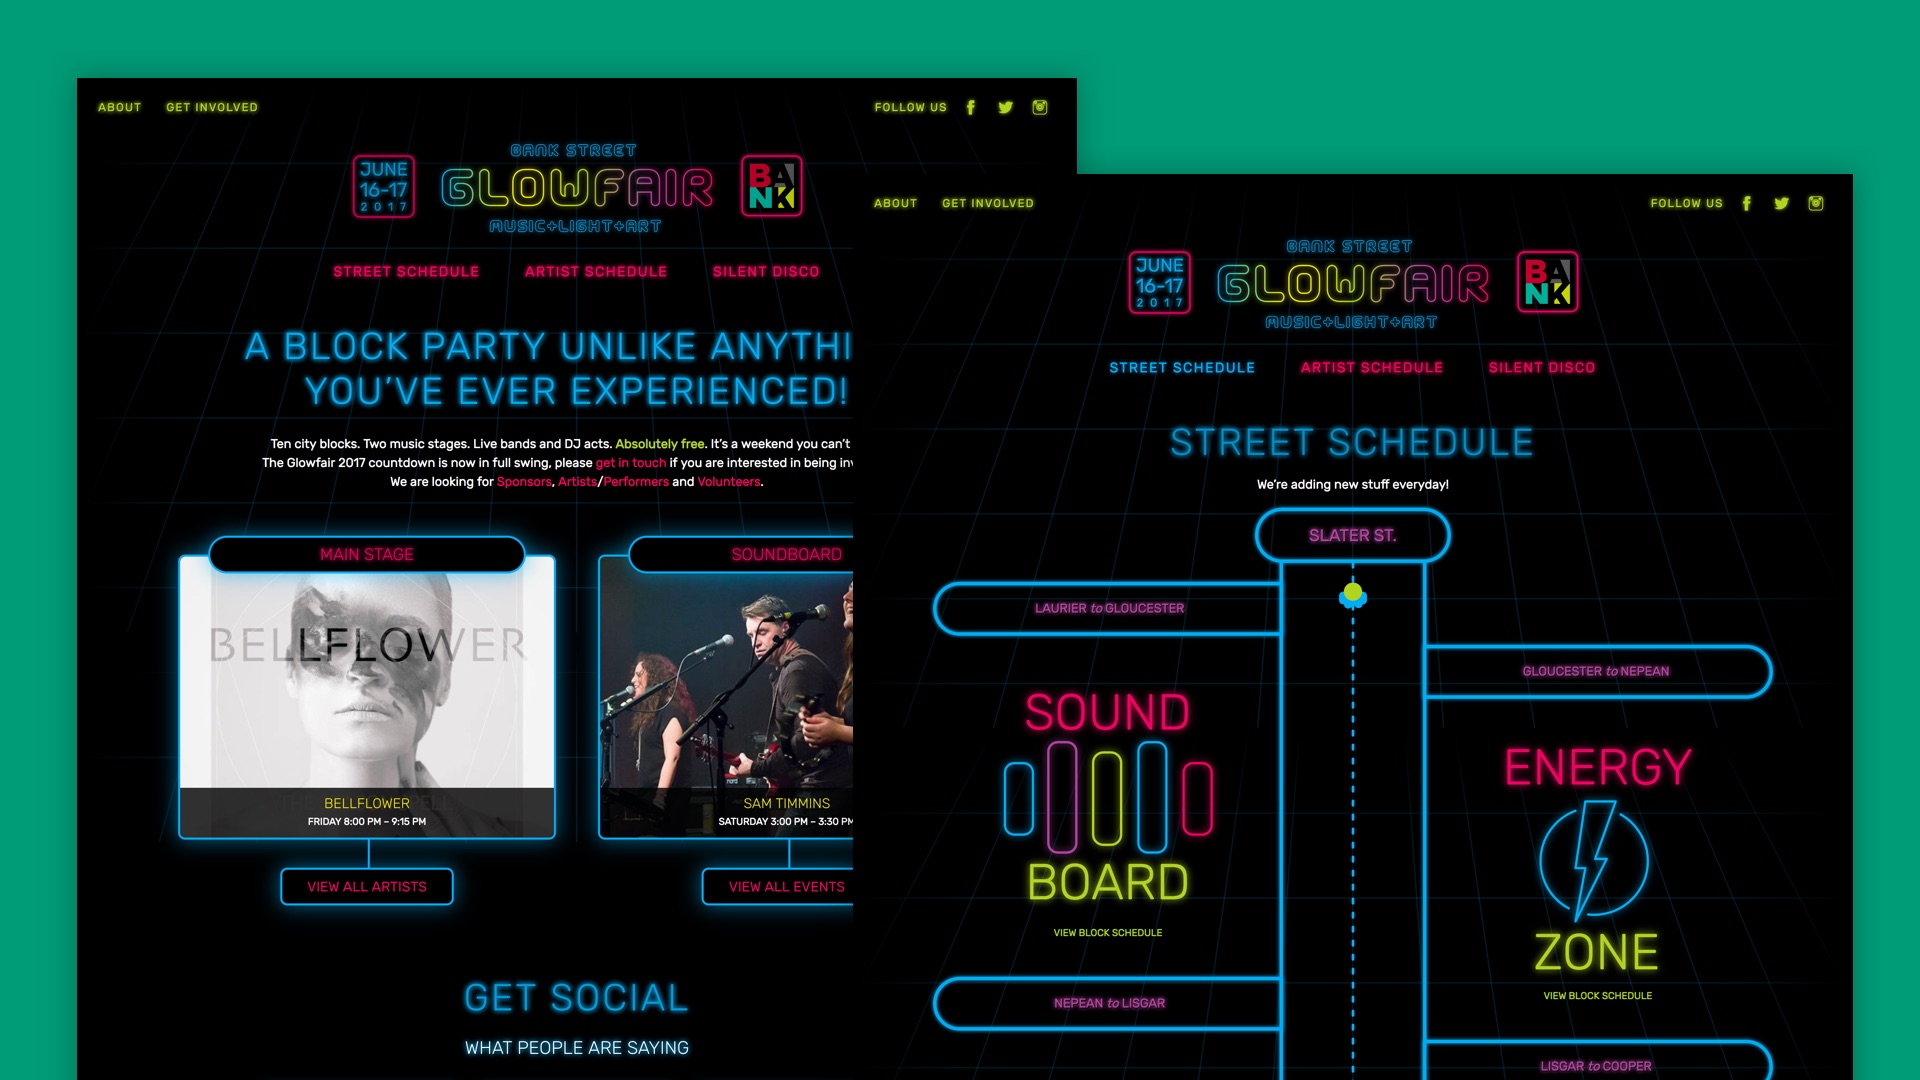 ABOUT GET INVOLVED FOLLOW US
JUNE
16-17
2017
BANK STREET
GLOWFAIR
MUSIC+LIGHT+ART
BA
NK
STREET SCHEDULE ARTIST SCHEDULE SILENT DISCO
A BLOCK PARTY UNLIKE ANYTHI
YOU'VE EVER EXPERIENCED!
Ten city blocks. Two music stages. Live bands and DJ acts. Absolutely free. It's a weekend you can't
The Glowfair 2017 countdown is now in full swing, please get in touch if you are interested in being inv
We are looking for Sponsors, Artists/Performers and Volunteers.
MAIN STAGE
BELLFLOWER
BELLFLOWER
FRIDAY 8:00 PM – 9:15 PM
VIEW ALL ARTISTS
SOUNDBOARD
nord
SAM TIMMINS
SATURDAY 3:00 PM – 3:30 PM
VIEW ALL EVENTS
GET SOCIAL
WHAT PEOPLE ARE SAYING
ABOUT GET INVOLVED FOLLOW US
JUNE
16-17
2017
BANK STREET
GLOWFAIR
MUSIC+LIGHT+ART
BA
NK
STREET SCHEDULE ARTIST SCHEDULE SILENT DISCO
STREET SCHEDULE
We're adding new stuff everyday!
SLATER ST.
LAURIER to GLOUCESTER
GLOUCESTER to NEPEAN
SOUND
BOARD
VIEW BLOCK SCHEDULE
ENERGY
ZONE
VIEW BLOCK SCHEDULE
NEPEAN to LISGAR
LISGAR to COOPER